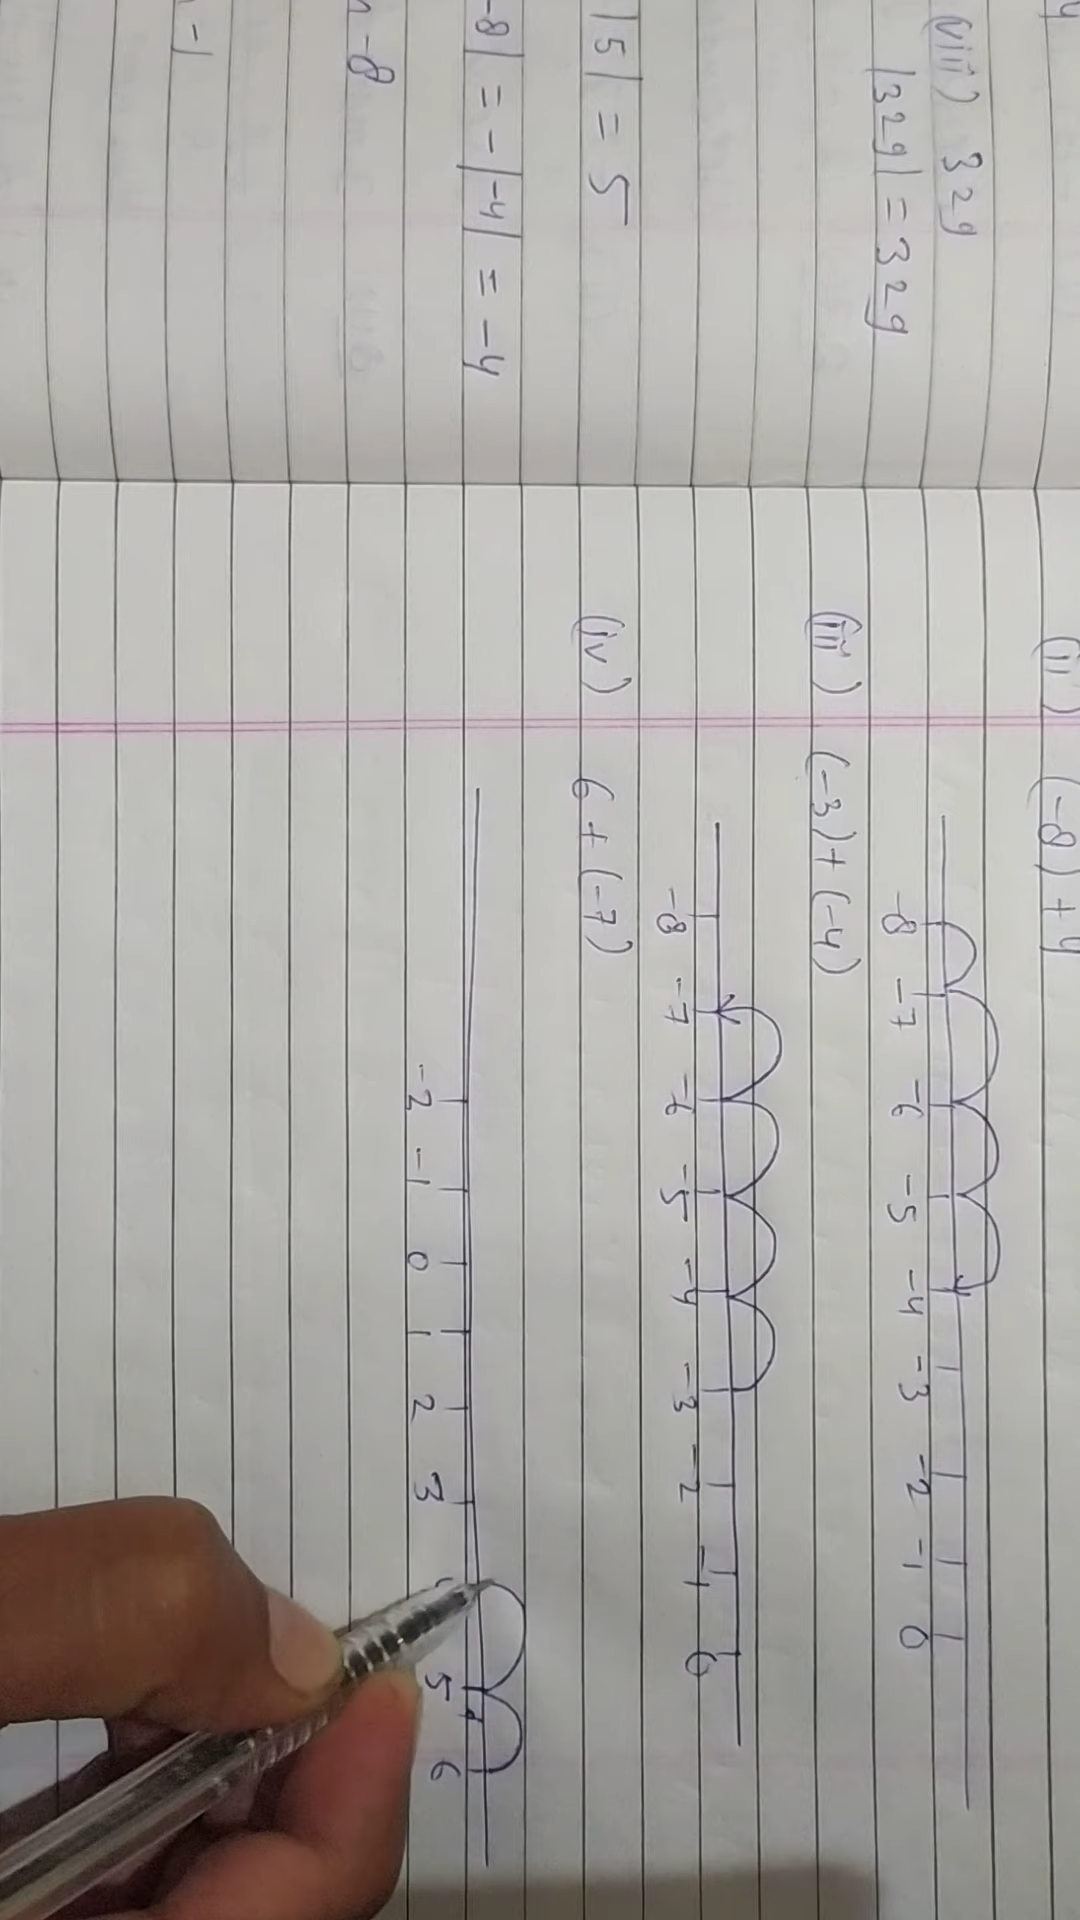 (viii) 329
|329| = 329
|5| = 5
-8| = -|-4| = -4
-8
-1
(ii) (-8) + 4
-8 -7 -6 -5 -4 -3 -2 -1 0
(iii) (-3) + (-4)
-8 -7 -6 -5 -4 -3 -2 -1 0
(iv) 6 + (-7)
-2 -1 0 1 2 3 5 6